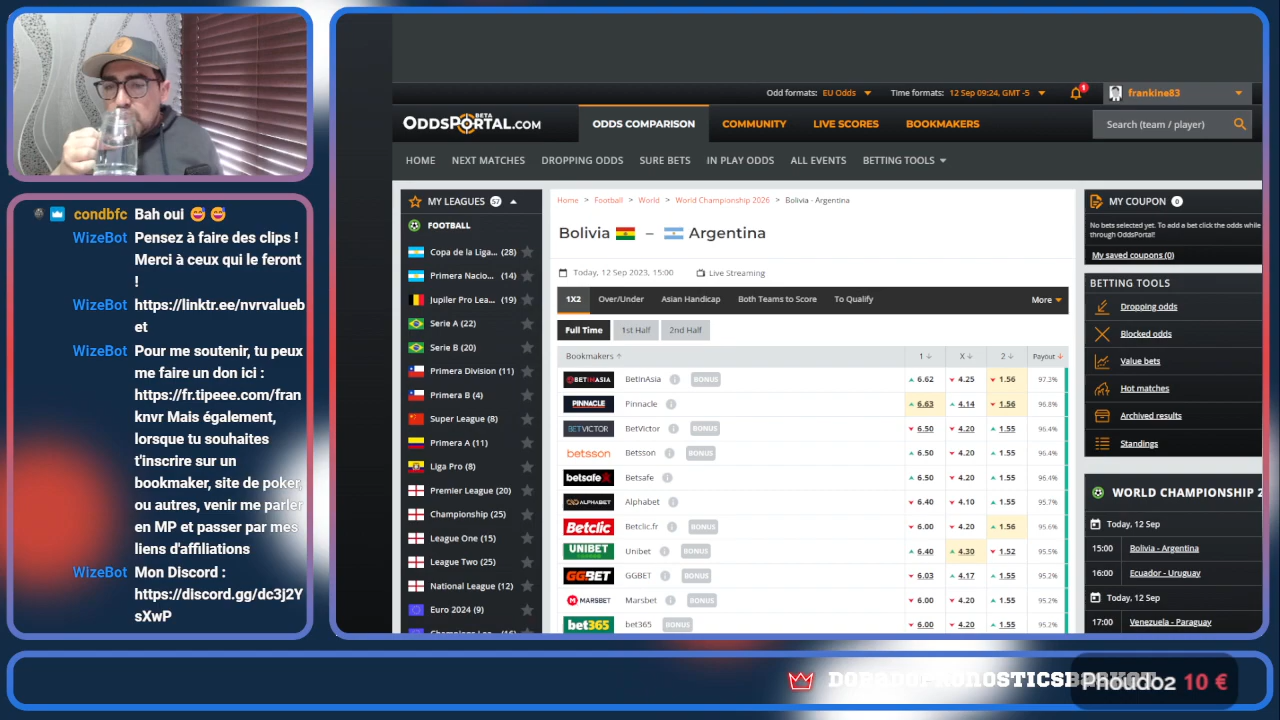 condbfc Bah oui 😅 😅
WizeBot Pensez à faire des clips !
Merci à ceux qui le feront
!
WizeBot https://linktr.ee/nvrvalueb
et
WizeBot Pour me soutenir, tu peux
me faire un don ici :
https://fr.tipeee.com/fran
knvr Mais également,
lorsque tu souhaites
t'inscrire sur un
bookmaker, site de poker,
ou autres, venir me parler
en MP et passer par mes
liens d'affiliations
WizeBot Mon Discord :
https://discord.gg/dc3j2Y
sXwP
Odd formats: EU Odds
Time formats: 12 Sep 09:24, GMT -5
1
frankine83
ODDSPORTAL.COM
BETA
ODDS COMPARISON
COMMUNITY
LIVE SCORES
BOOKMAKERS
Search (team / player)
HOME
NEXT MATCHES
DROPPING ODDS
SURE BETS
IN PLAY ODDS
ALL EVENTS
BETTING TOOLS
MY LEAGUES 57
FOOTBALL
Copa de la Liga... (28)
Primera Nacio... (14)
Jupiler Pro Lea... (19)
Serie A (22)
Serie B (20)
Primera Division (11)
Primera B (4)
Super League (8)
Primera A (11)
Liga Pro (8)
Premier League (20)
Championship (25)
League One (15)
League Two (25)
National League (12)
Euro 2024 (9)
Home > Football > World > World Championship 2026 > Bolivia - Argentina
Bolivia – Argentina
Today, 12 Sep 2023, 15:00
Live Streaming
1X2
Over/Under
Asian Handicap
Both Teams to Score
To Qualify
More
Full Time
1st Half
2nd Half
Bookmakers 1 X 2 Payout
BETINASIA BetInAsia BONUS 6.62 4.25 1.56 97.3%
PINNACLE Pinnacle 6.63 4.14 1.56 96.8%
BETVICTOR BetVictor BONUS 6.50 4.20 1.55 96.4%
betsson Betsson BONUS 6.50 4.20 1.55 96.4%
betsafe Betsafe 6.50 4.20 1.55 96.4%
ALPHABET Alphabet 6.40 4.10 1.55 95.7%
Betclic Betclic.fr BONUS 6.00 4.20 1.56 95.6%
UNIBET Unibet BONUS 6.40 4.30 1.52 95.5%
GGBET GGBET BONUS 6.03 4.17 1.55 95.2%
MARSBET Marsbet BONUS 6.00 4.20 1.55 95.2%
bet365 bet365 BONUS 6.00 4.20 1.55 95.2%
MY COUPON 0
No bets selected yet. To add a bet click the odds while
through OddsPortal!
My saved coupons (0)
BETTING TOOLS
Dropping odds
Blocked odds
Value bets
Hot matches
Archived results
Standings
WORLD CHAMPIONSHIP 2
Today, 12 Sep
15:00 Bolivia - Argentina
16:00 Ecuador - Uruguay
Today, 12 Sep
17:00 Venezuela - Paraguay
Phoudo2 10 €